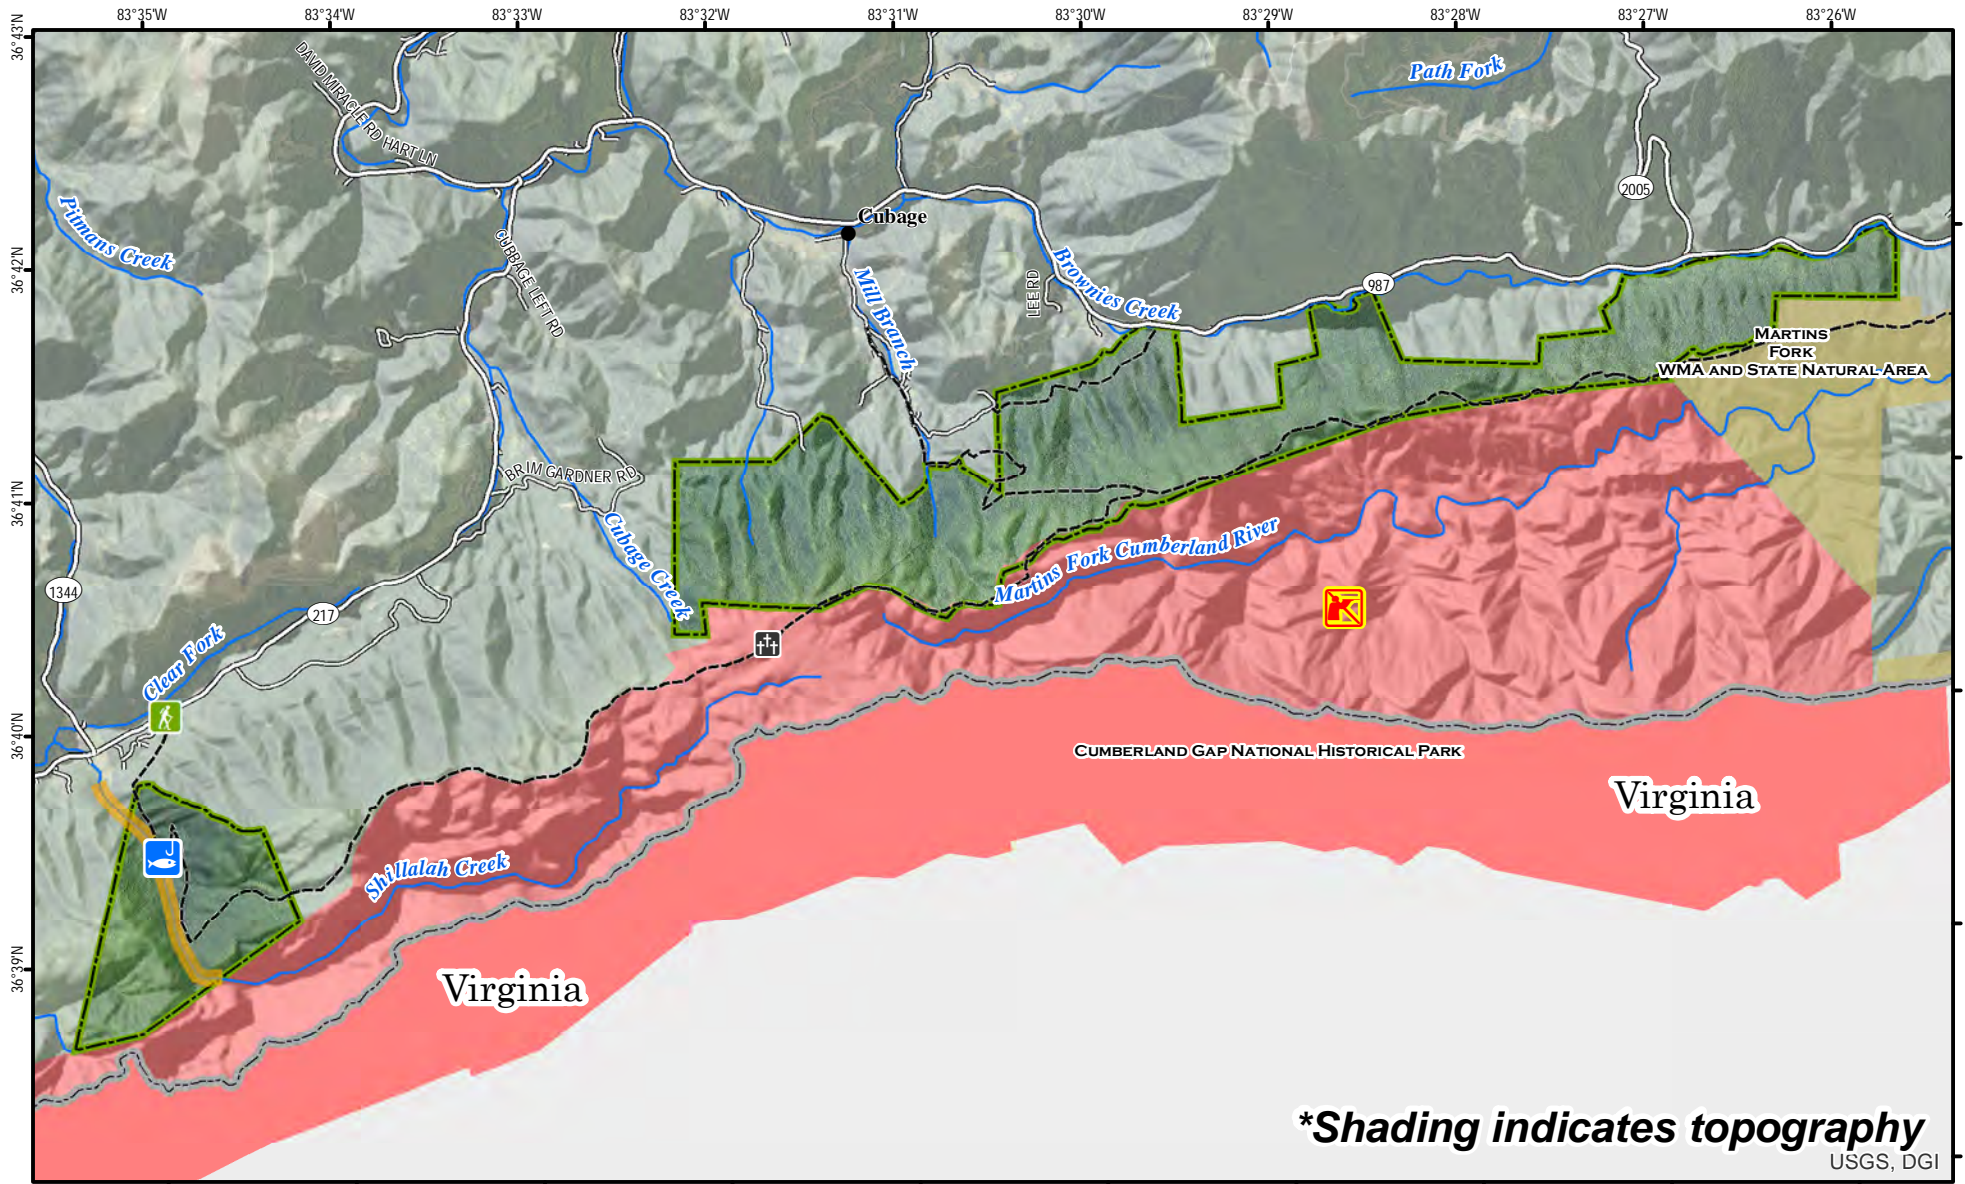 83°35'W
83°34'W
83°33'W
83°32'W
83°31'W
83°30'W
83°29'W
83°28'W
83°27'W
83°26'W
36°43'N
36°42'N
36°41'N
36°40'N
36°39'N
DAVID MIRACLE RD
HART LN
Path Fork
Pitmans Creek
2005
Cubage
CUBBAGE LEFT RD
Mill Branch
LEE RD
Brownies Creek
987
MARTINS
FORK
WMA AND STATE NATURAL AREA
BRIM GARDNER RD
Cubage Creek
Martins Fork Cumberland River
1344
217
Clear Fork
CUMBERLAND GAP NATIONAL HISTORICAL PARK
Virginia
Shillalah Creek
Virginia
*Shading indicates topography
USGS, DGI